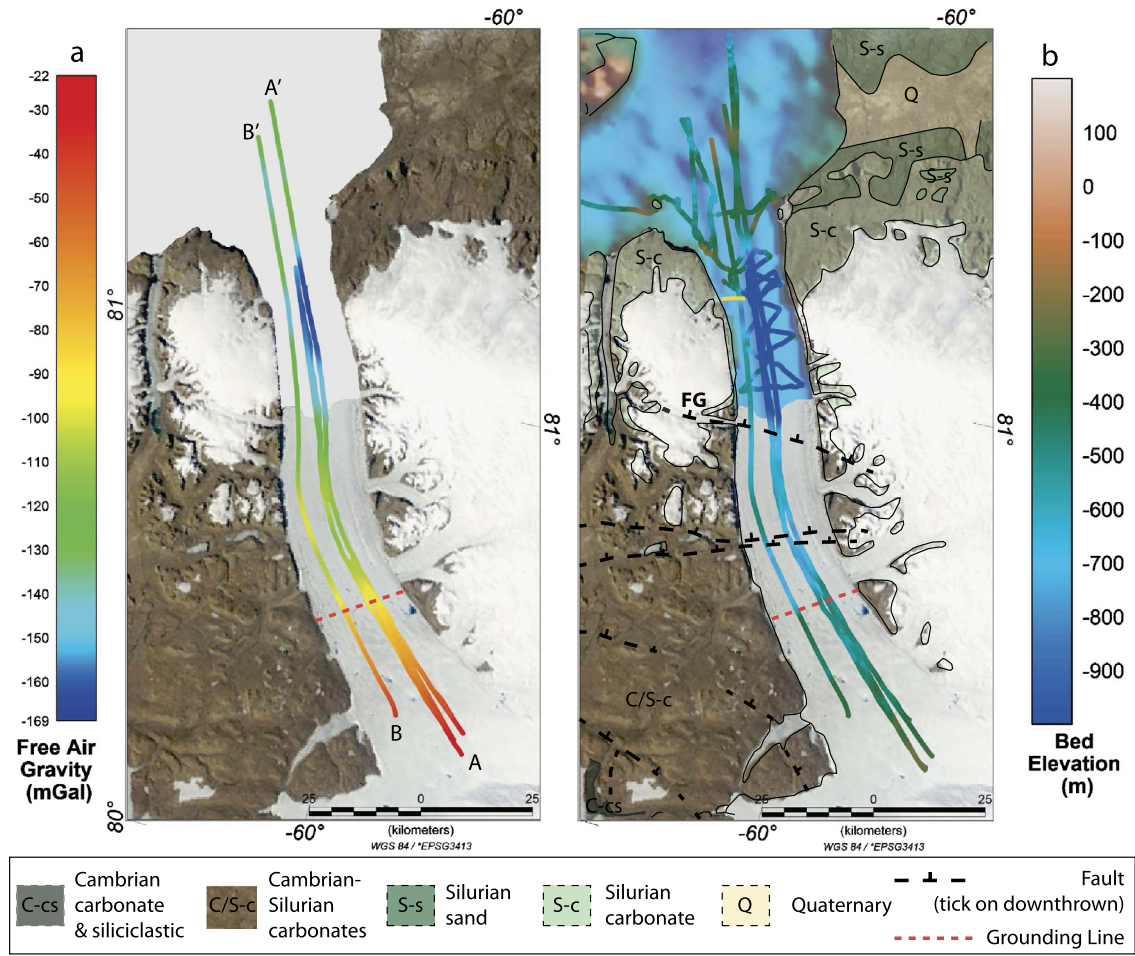 a
-22
-30
-40
-50
-60
-70
-80
-90
-100
-110
-120
-130
-140
-150
-160
-169
Free Air
Gravity
(mGal)
-60°
A′
B′
81°
B
A
80°
25 0 25
-60°
(kilometers)
WGS 84 / *EPSG3413
-60°
b
S-s
Q
S-s
S-s
S-c
S-c
FG
81°
C/S-c
C-cs
25 0 25
-60°
(kilometers)
WGS 84 / *EPSG3413
100
0
-100
-200
-300
-400
-500
-600
-700
-800
-900
Bed
Elevation
(m)
C-cs
Cambrian
carbonate
& siliciclastic
C/S-c
Cambrian-
Silurian
carbonates
S-s
Silurian
sand
S-c
Silurian
carbonate
Q
Quaternary
Fault
(tick on downthrown)
Grounding Line